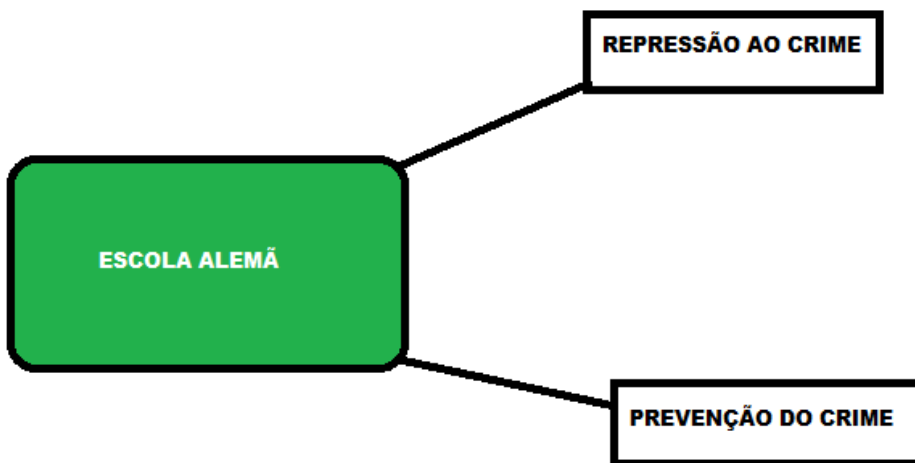 REPRESSÃO AO CRIME
ESCOLA ALEMÃ
PREVENÇÃO DO CRIME